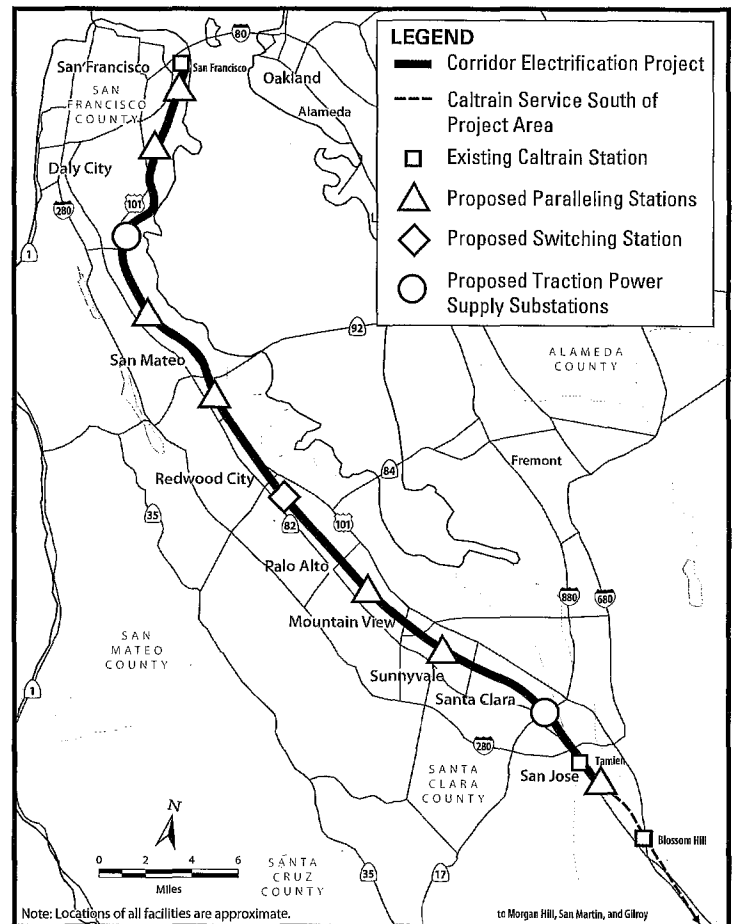 LEGEND
Corridor Electrification Project
Caltrain Service South of
Project Area
Existing Caltrain Station
Proposed Paralleling Stations
Proposed Switching Station
Proposed Traction Power
Supply Substations
80
San Francisco
San Francisco
Oakland
SAN
FRANCISCO
COUNTY
Alameda
Daly City
101
280
1
92
San Mateo
ALAMEDA
COUNTY
Fremont
84
Redwood City
35
82
101
Palo Alto
880
680
Mountain View
SAN
MATEO
COUNTY
Sunnyvale
1
Santa Clara
280
San Jose
Tamien
SANTA
CLARA
COUNTY
N
0 2 4 6
Miles
Blossom Hill
SANTA
CRUZ
COUNTY
35
17
Note: Locations of all facilities are approximate.
to Morgan Hill, San Martin, and Gilroy